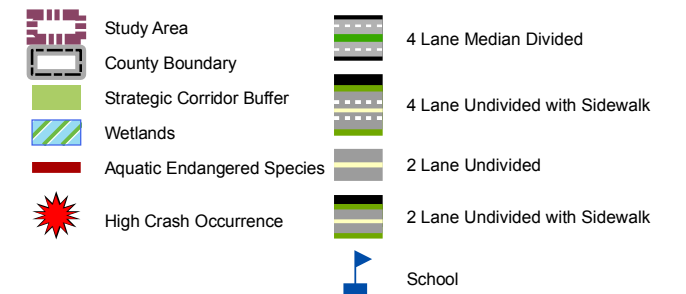 Study Area
County Boundary
Strategic Corridor Buffer
Wetlands
Aquatic Endangered Species
High Crash Occurrence
4 Lane Median Divided
4 Lane Undivided with Sidewalk
2 Lane Undivided
2 Lane Undivided with Sidewalk
School